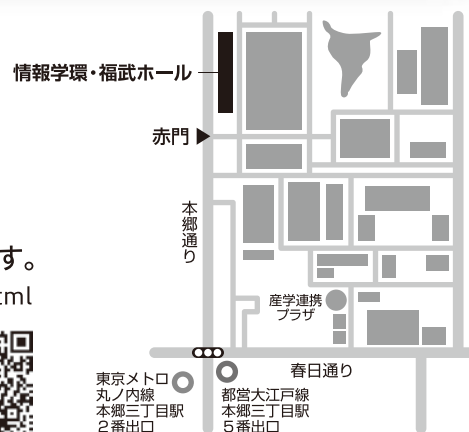 情報学環・福武ホール
赤門
本郷通り
す。
tml
産学連携
プラザ
春日通り
東京メトロ
丸ノ内線
本郷三丁目駅
2番出口
都営大江戸線
本郷三丁目駅
5番出口